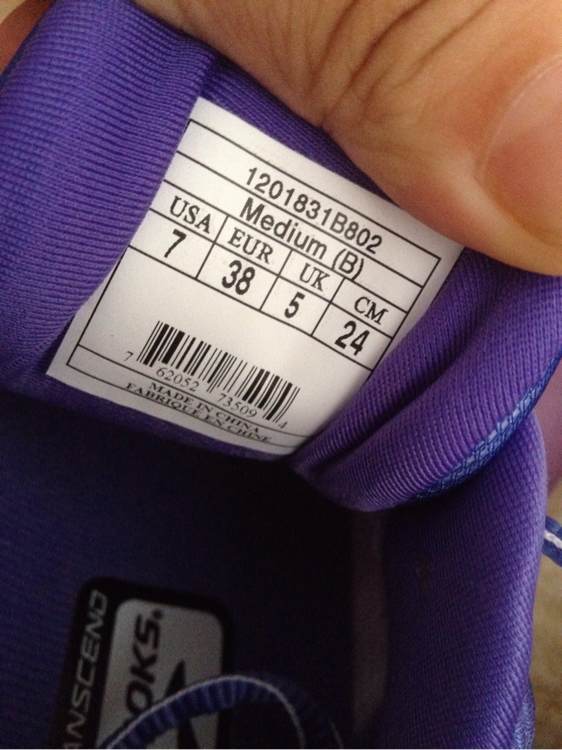 1201831B802
Medium (B)
USA EUR UK CM
7 38 5 24
7 62052 73509 4
MADE IN CHINA
FABRIQUE EN CHINE
ANSCEND
OKS.